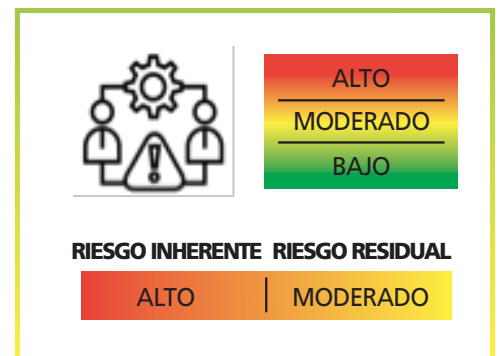 ALTO
MODERADO
BAJO
RIESGO INHERENTE RIESGO RESIDUAL
ALTO | MODERADO